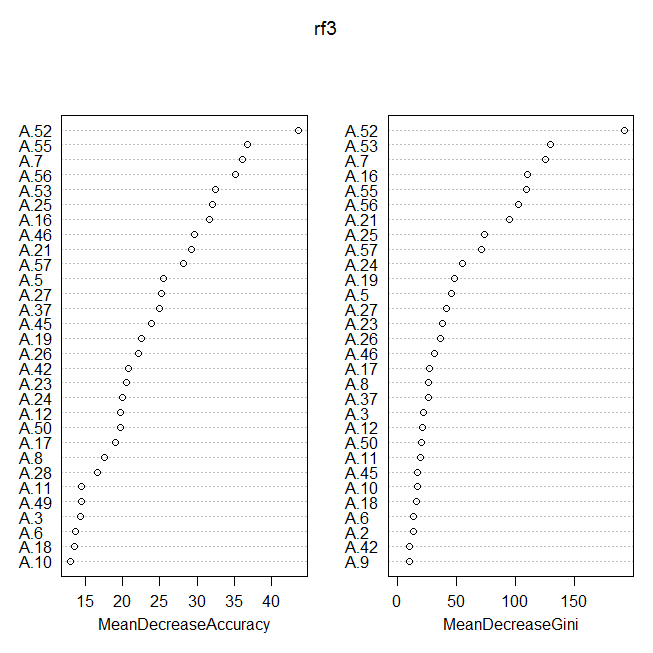 rf3
A.52
A.55
A.7
A.56
A.53
A.25
A.16
A.46
A.21
A.57
A.5
A.27
A.37
A.45
A.19
A.26
A.42
A.23
A.24
A.12
A.50
A.17
A.8
A.28
A.11
A.49
A.3
A.6
A.18
A.10
15 20 25 30 35 40
MeanDecreaseAccuracy
A.52
A.53
A.7
A.16
A.55
A.56
A.21
A.25
A.57
A.24
A.19
A.5
A.27
A.23
A.26
A.46
A.17
A.8
A.37
A.3
A.12
A.50
A.11
A.45
A.10
A.18
A.6
A.2
A.42
A.9
0 50 100 150
MeanDecreaseGini